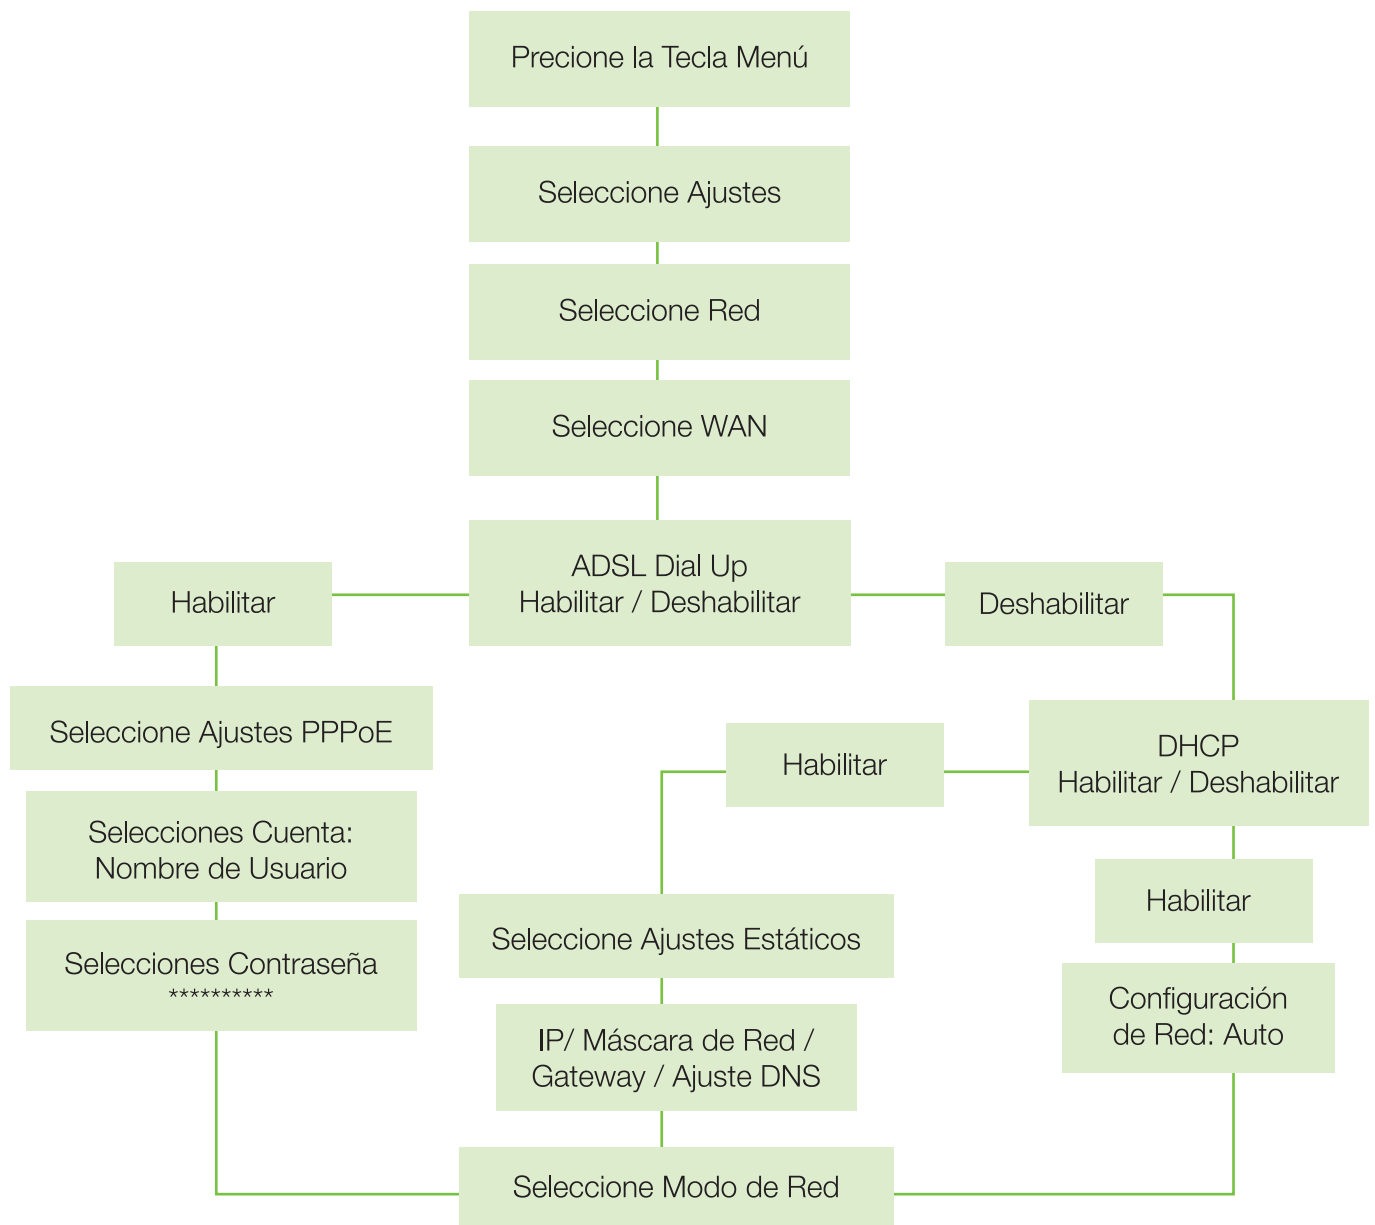 Precione la Tecla Menú
Seleccione Ajustes
Seleccione Red
Seleccione WAN
ADSL Dial Up
Habilitar / Deshabilitar
Habilitar
Deshabilitar
Seleccione Ajustes PPPoE
Selecciones Cuenta:
Nombre de Usuario
Selecciones Contraseña
**********
DHCP
Habilitar / Deshabilitar
Habilitar
Seleccione Ajustes Estáticos
IP/ Máscara de Red /
Gateway / Ajuste DNS
Habilitar
Configuración
de Red: Auto
Seleccione Modo de Red